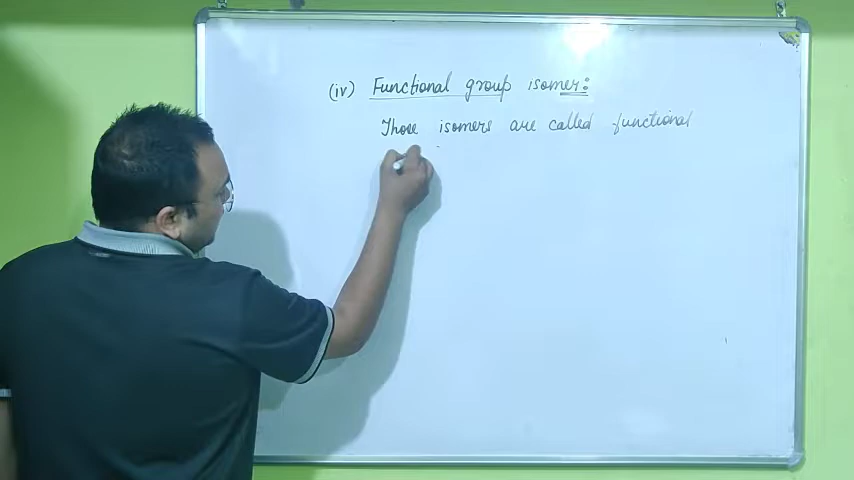 (iv) Functional group isomer:
Those isomers are called functional